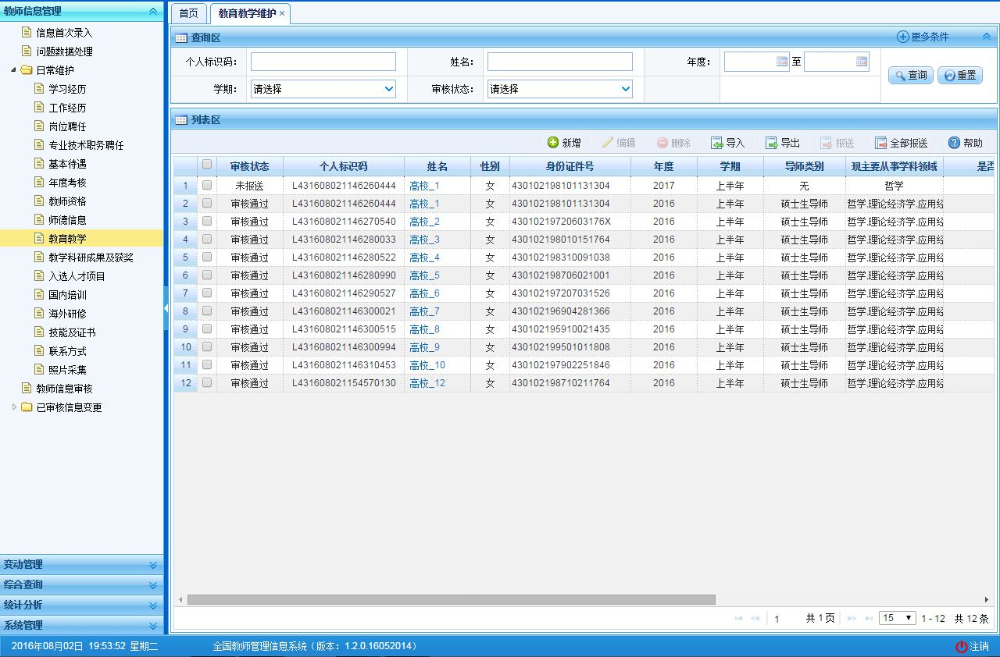 教师信息管理
信息首次录入
问题数据处理
日常维护
学习经历
工作经历
岗位聘任
专业技术职务聘任
基本待遇
年度考核
教师资格
师德信息
教育教学
教学科研成果及获奖
入选人才项目
国内培训
海外研修
技能及证书
联系方式
照片采集
教师信息审核
已审核信息变更
变动管理
综合查询
统计分析
系统管理
首页 教育教学维护 ×
查询区 更多条件
个人标识码： 姓名： 年度： 至 查询 重置
学期： 请选择 审核状态： 请选择
列表区
新增 编辑 删除 导入 导出 报送 全部报送 帮助
审核状态 个人标识码 姓名 性别 身份证件号 年度 学期 导师类别 现主要从事学科领域 是否
1 未报送 L431608021146260444 高校_1 女 430102198101131304 2017 上半年 无 哲学
2 审核通过 L431608021146260444 高校_1 女 430102198101131304 2016 上半年 硕士生导师 哲学,理论经济学,应用经
3 审核通过 L431608021146270540 高校_2 女 43010219720603176X 2016 上半年 硕士生导师 哲学,理论经济学,应用经
4 审核通过 L431608021146280033 高校_3 女 430102198010151764 2016 上半年 硕士生导师 哲学,理论经济学,应用经
5 审核通过 L431608021146280522 高校_4 女 430102198310031038 2016 上半年 硕士生导师 哲学,理论经济学,应用经
6 审核通过 L431608021146280990 高校_5 女 430102198706021001 2016 上半年 硕士生导师 哲学,理论经济学,应用经
7 审核通过 L431608021146290527 高校_6 女 430102197207031526 2016 上半年 硕士生导师 哲学,理论经济学,应用经
8 审核通过 L431608021146300021 高校_7 女 430102196904281366 2016 上半年 硕士生导师 哲学,理论经济学,应用经
9 审核通过 L431608021146300515 高校_8 女 430102195910021435 2016 上半年 硕士生导师 哲学,理论经济学,应用经
10 审核通过 L431608021146300994 高校_9 女 430102199501011808 2016 上半年 硕士生导师 哲学,理论经济学,应用经
11 审核通过 L431608021146310453 高校_10 女 430102197902281846 2016 上半年 硕士生导师 哲学,理论经济学,应用经
12 审核通过 L431608021154570130 高校_12 女 430102198710211764 2016 上半年 硕士生导师 哲学,理论经济学,应用经
1 共 1 页 15 1 - 12 共 12 条
2016年08月02日 19:53:52 星期二 全国教师管理信息系统（版本：1.2.0.16052014） 注销